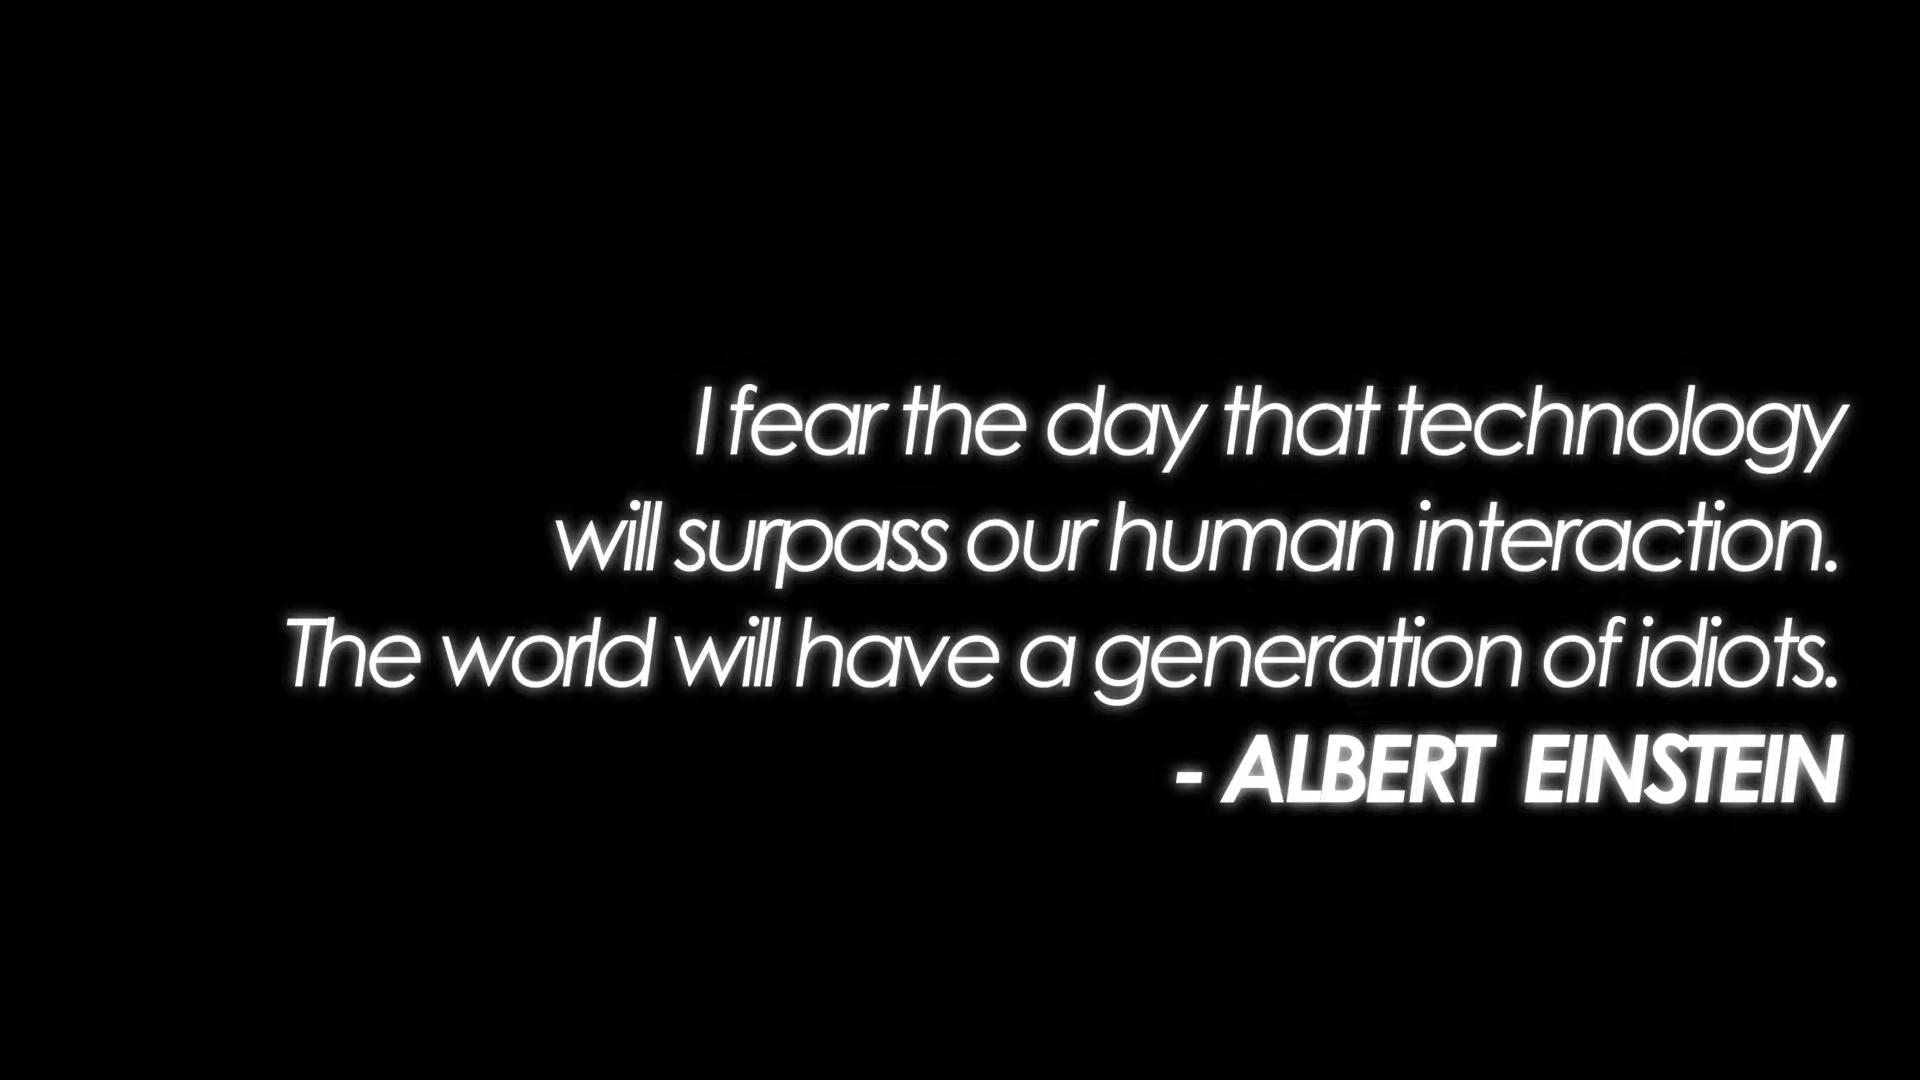 I fear the day that technology
will surpass our human interaction.
The world will have a generation of idiots.
- ALBERT EINSTEIN